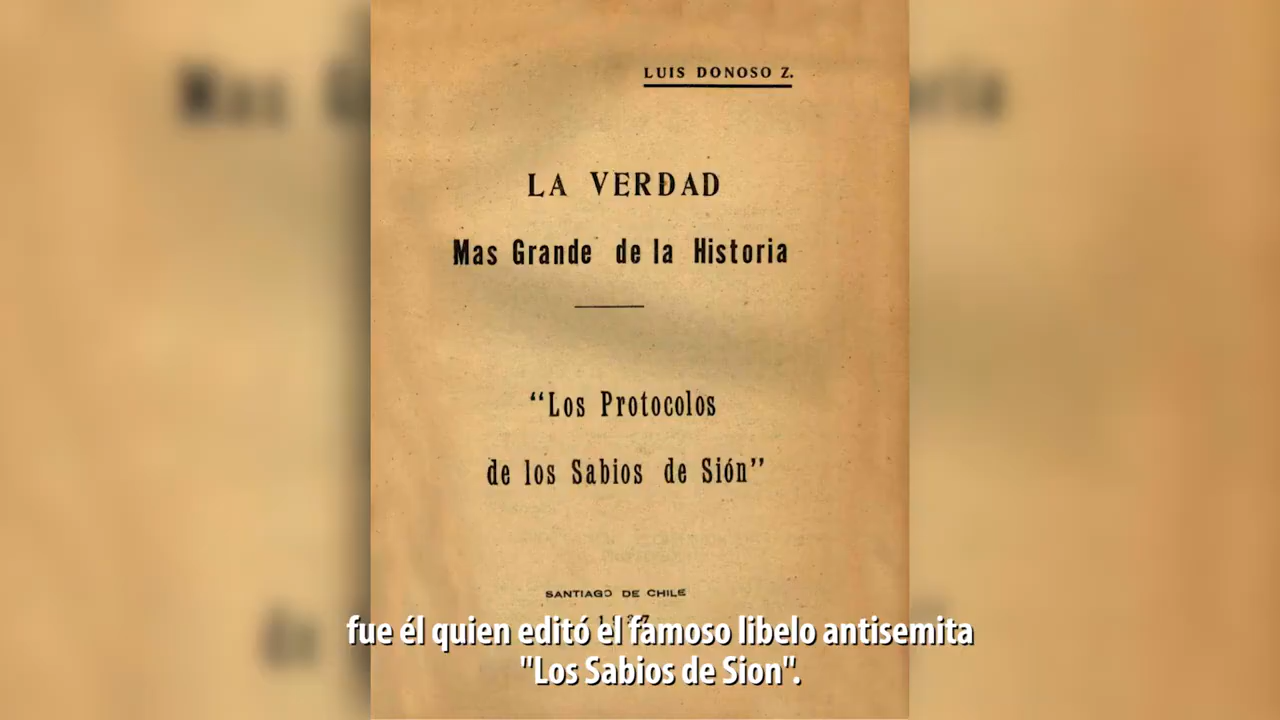 LUIS DONOSO Z.
LA VERDAD
Mas Grande de la Historia
“Los Protocolos
de los Sabios de Sión”
SANTIAGO DE CHILE
fue él quien editó el famoso libelo antisemita
"Los Sabios de Sion".